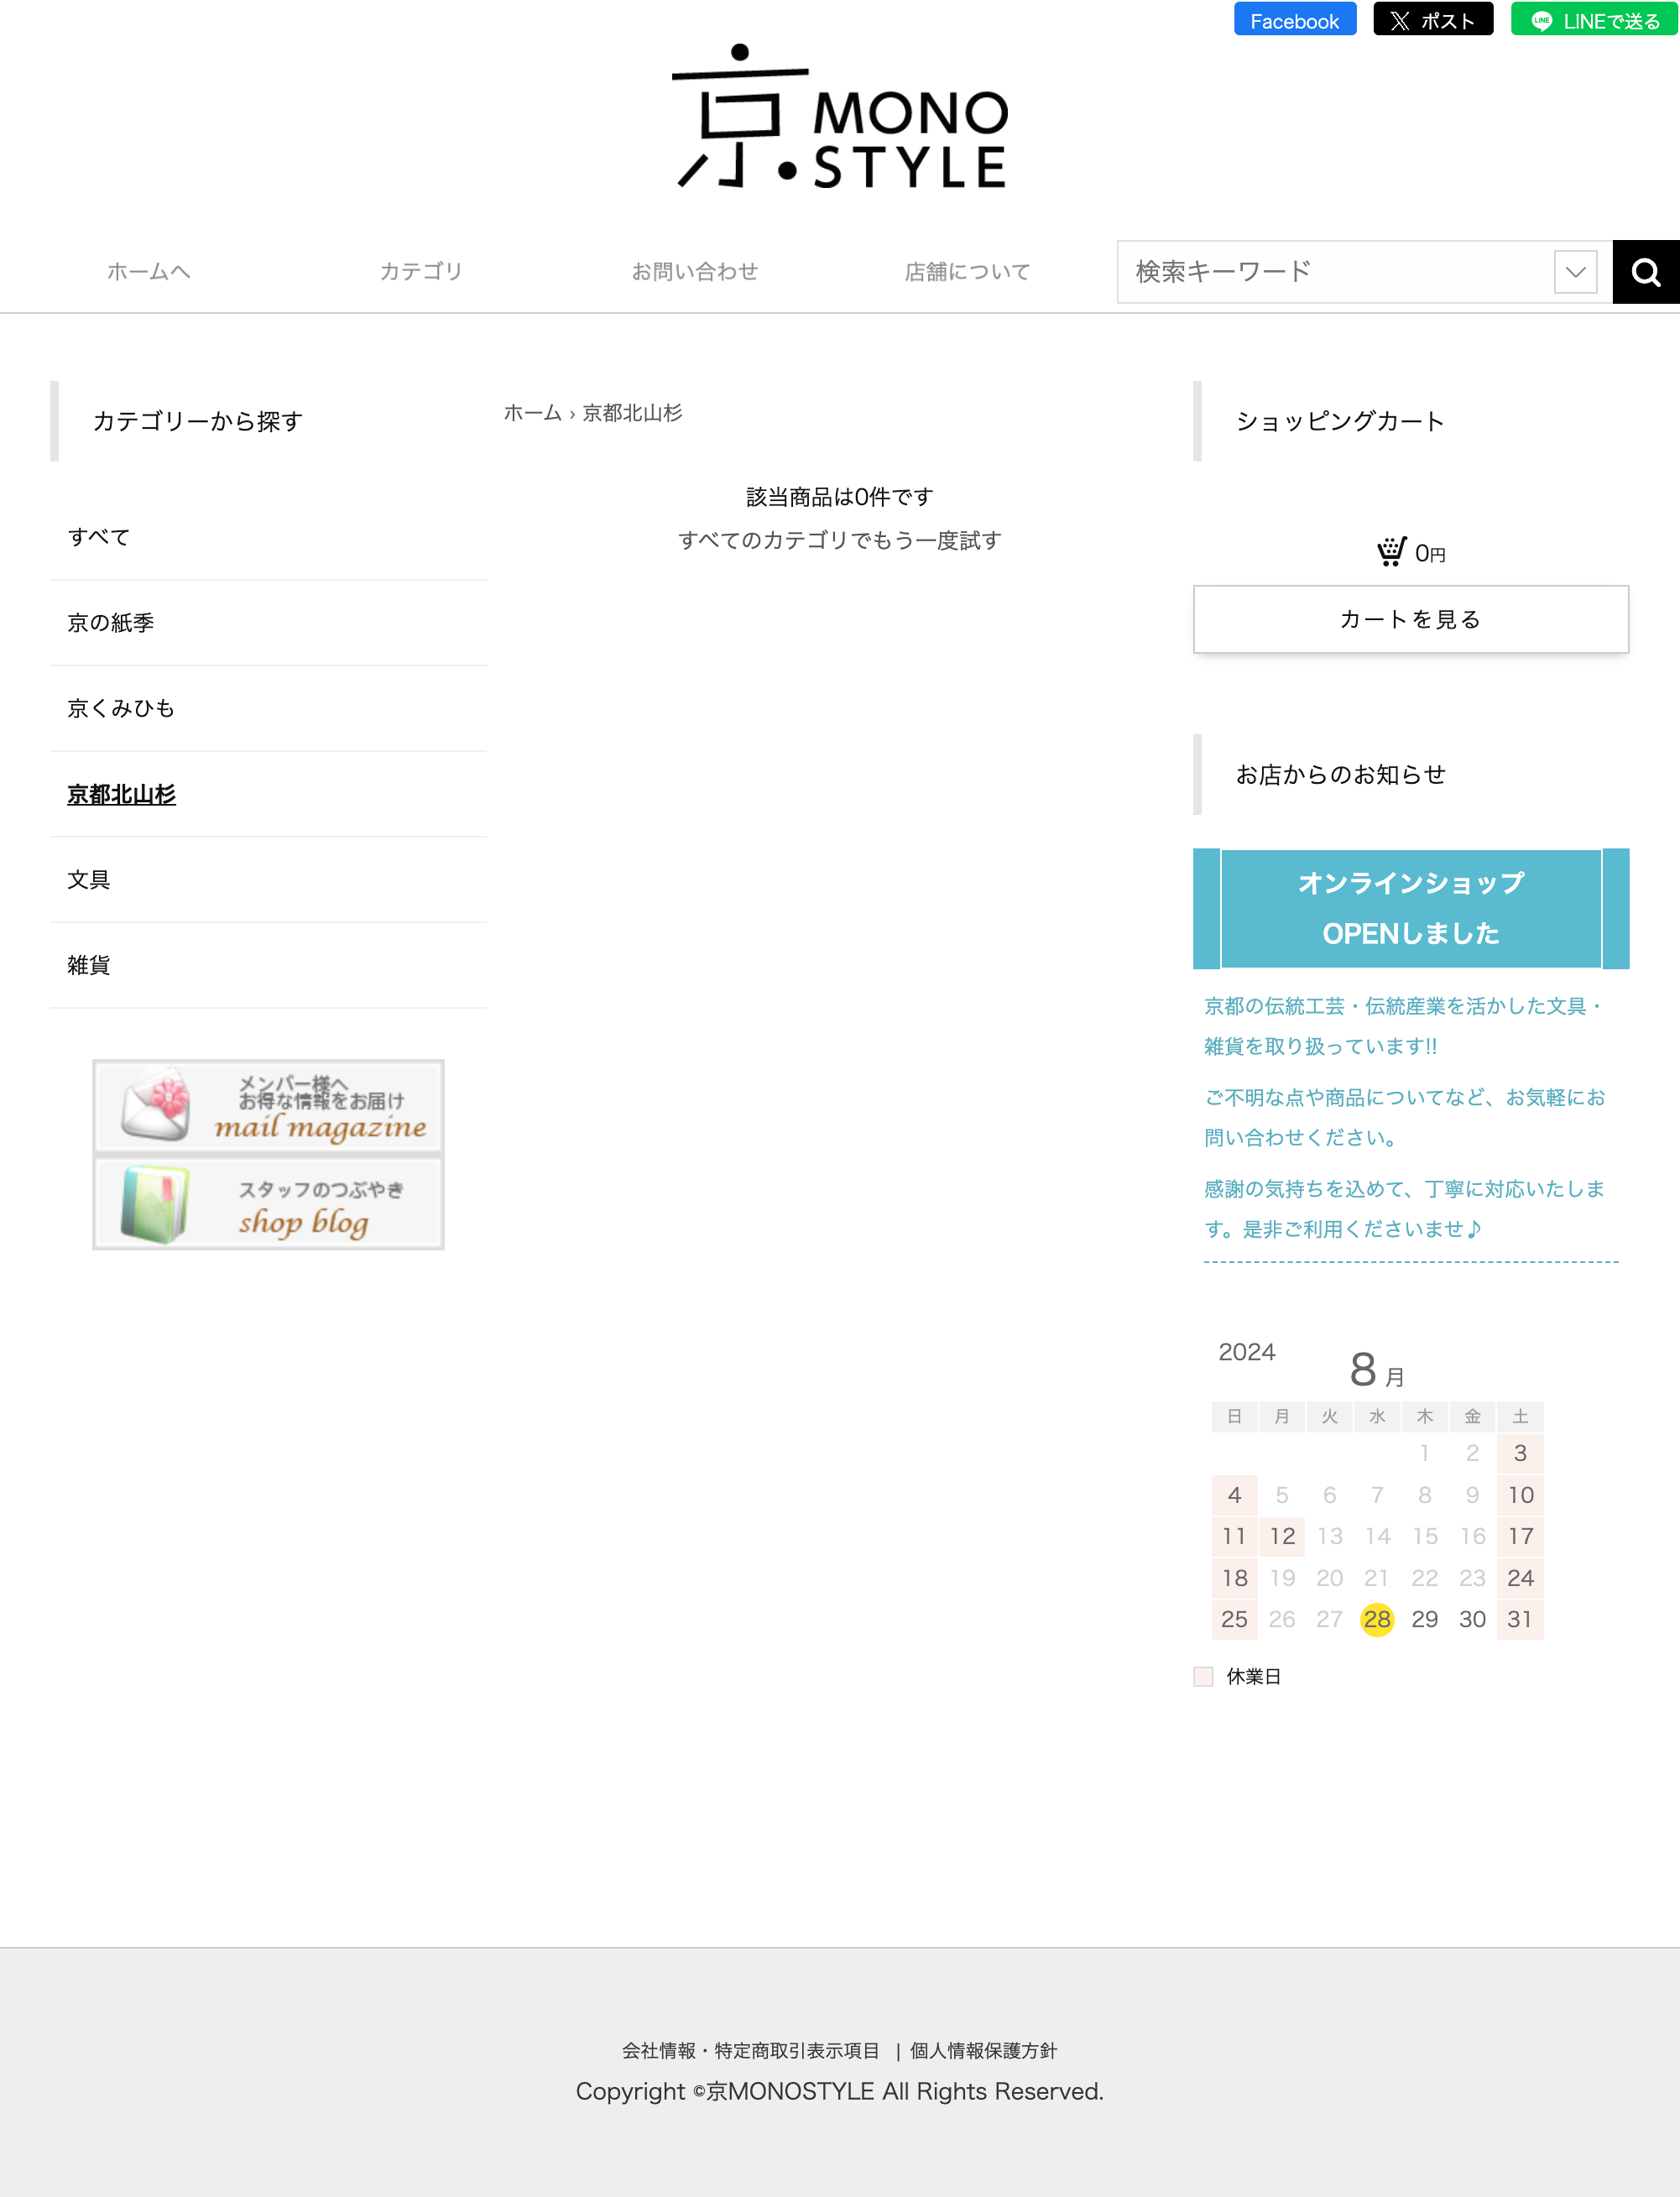 Facebook
ポスト
LINEで送る
京 MONO
STYLE
ホームへ
カテゴリ
お問い合わせ
店舗について
検索キーワード
カテゴリーから探す
すべて
京の紙季
京くみひも
京都北山杉
文具
雑貨
メンバー様へ
お得な情報をお届け
mail magazine
スタッフのつぶやき
shop blog
ホーム › 京都北山杉
該当商品は0件です
すべてのカテゴリでもう一度試す
ショッピングカート
0円
カートを見る
お店からのお知らせ
オンラインショップ
OPENしました
京都の伝統工芸・伝統産業を活かした文具・
雑貨を取り扱っています!!
ご不明な点や商品についてなど、お気軽にお
問い合わせください。
感謝の気持ちを込めて、丁寧に対応いたしま
す。是非ご利用くださいませ♪
2024
8 月
日 月 火 水 木 金 土
1 2 3
4 5 6 7 8 9 10
11 12 13 14 15 16 17
18 19 20 21 22 23 24
25 26 27 28 29 30 31
休業日
会社情報・特定商取引表示項目 | 個人情報保護方針
Copyright ©京MONOSTYLE All Rights Reserved.